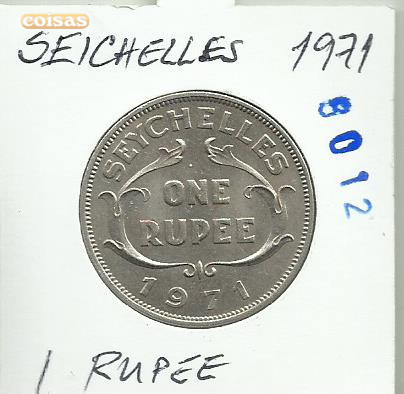 coisas
SEICHELLES 1971
8012
SEYCHELLES
ONE
RUPEE
1971
1 RUPEE